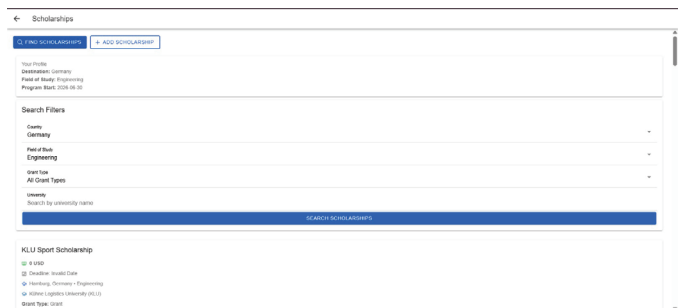 Scholarships
FIND SCHOLARSHIPS
+ ADD SCHOLARSHIP
Your Profile
Destination: Germany
Field of Study: Engineering
Program Start: 2026-06-30
Search Filters
Country
Germany
Field of Study
Engineering
Grant Type
All Grant Types
University
Search by university name
SEARCH SCHOLARSHIPS
KLU Sport Scholarship
0 USD
Deadline: Invalid Date
Hamburg, Germany • Engineering
Kühne Logistics University (KLU)
Grant Type: Grant